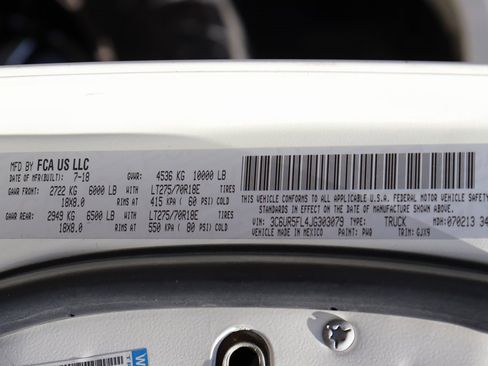 MFD BY FCA US LLC
DATE OF MFR(BUILT): 7-18 GVWR: 4536 KG 10000 LB
GAWR FRONT: 2722 KG 6000 LB WITH LT275/70R18E TIRES
18X8.0 RIMS AT 415 KPA ( 60 PSI) COLD
GAWR REAR: 2949 KG 6500 LB WITH LT275/70R18E TIRES
18X8.0 RIMS AT 550 KPA ( 80 PSI) COLD
THIS VEHICLE CONFORMS TO ALL APPLICABLE U.S.A. FEDERAL MOTOR VEHICLE SAFETY
STANDARDS IN EFFECT ON THE DATE OF MANUFACTURE SHOWN ABOVE.
VIN: 3C6UR5FL4JG303079 TYPE: TRUCK MDH: 070213 34
VEHICLE MADE IN MEXICO PAINT: PW0 TRIM: GJX9